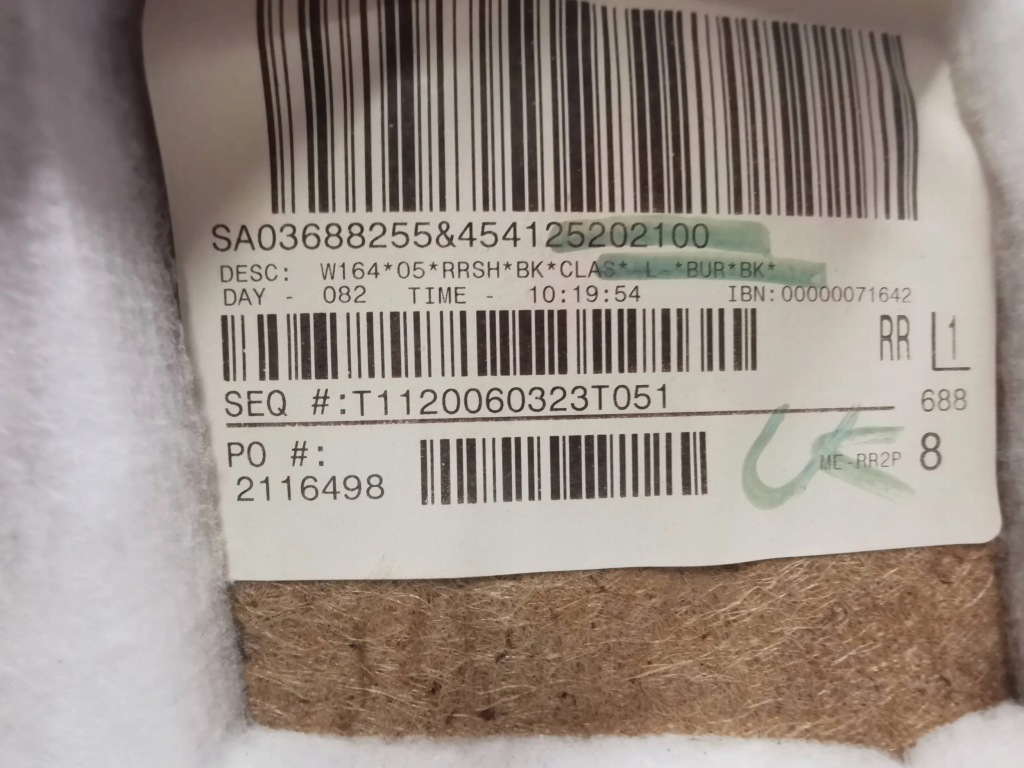 SA03688255&454125202100
DESC: W164*05*RRSH*BK*CLAS*-L-*BUR*BK*
DAY - 082 TIME - 10:19:54 IBN:00000071642
RR L1
SEQ #:T1120060323T051
688
PO #:
ME-RR2P 8
2116498